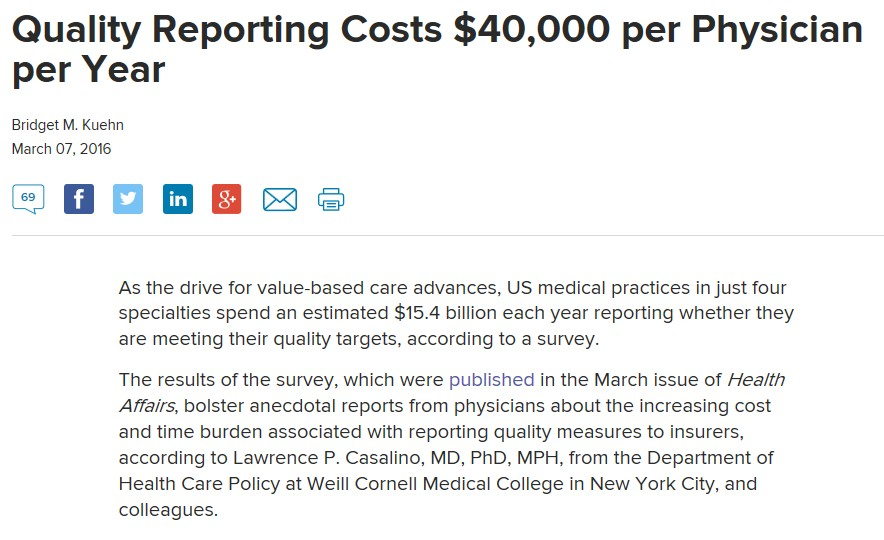 Quality Reporting Costs $40,000 per Physician
per Year
Bridget M. Kuehn
March 07, 2016
69
f
in
g+
As the drive for value-based care advances, US medical practices in just four
specialties spend an estimated $15.4 billion each year reporting whether they
are meeting their quality targets, according to a survey.
The results of the survey, which were published in the March issue of Health
Affairs, bolster anecdotal reports from physicians about the increasing cost
and time burden associated with reporting quality measures to insurers,
according to Lawrence P. Casalino, MD, PhD, MPH, from the Department of
Health Care Policy at Weill Cornell Medical College in New York City, and
colleagues.